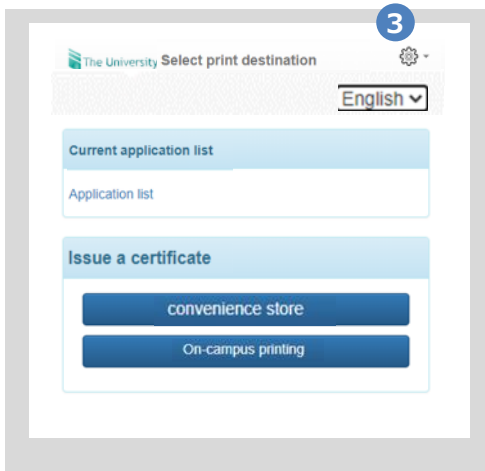 3
The University Select print destination
English
Current application list
Application list
Issue a certificate
convenience store
On-campus printing